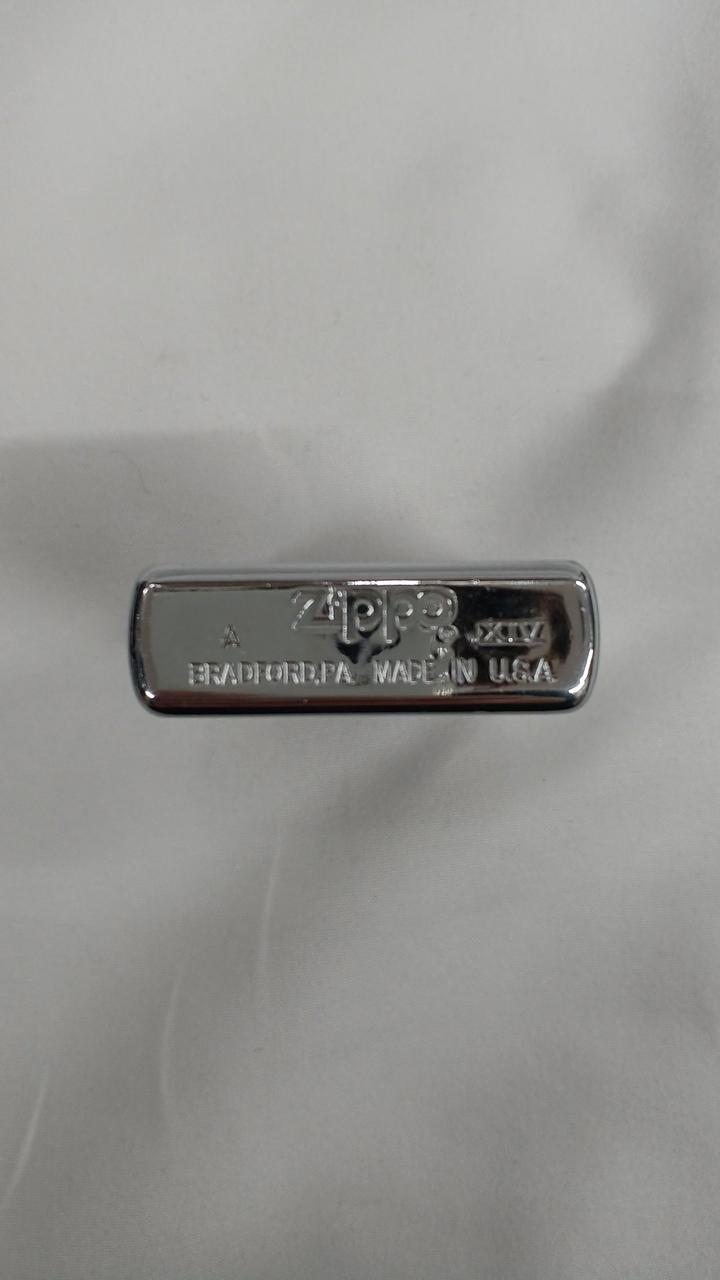 Zippo®
A XIV
BRADFORD,PA. MADE IN U.S.A.